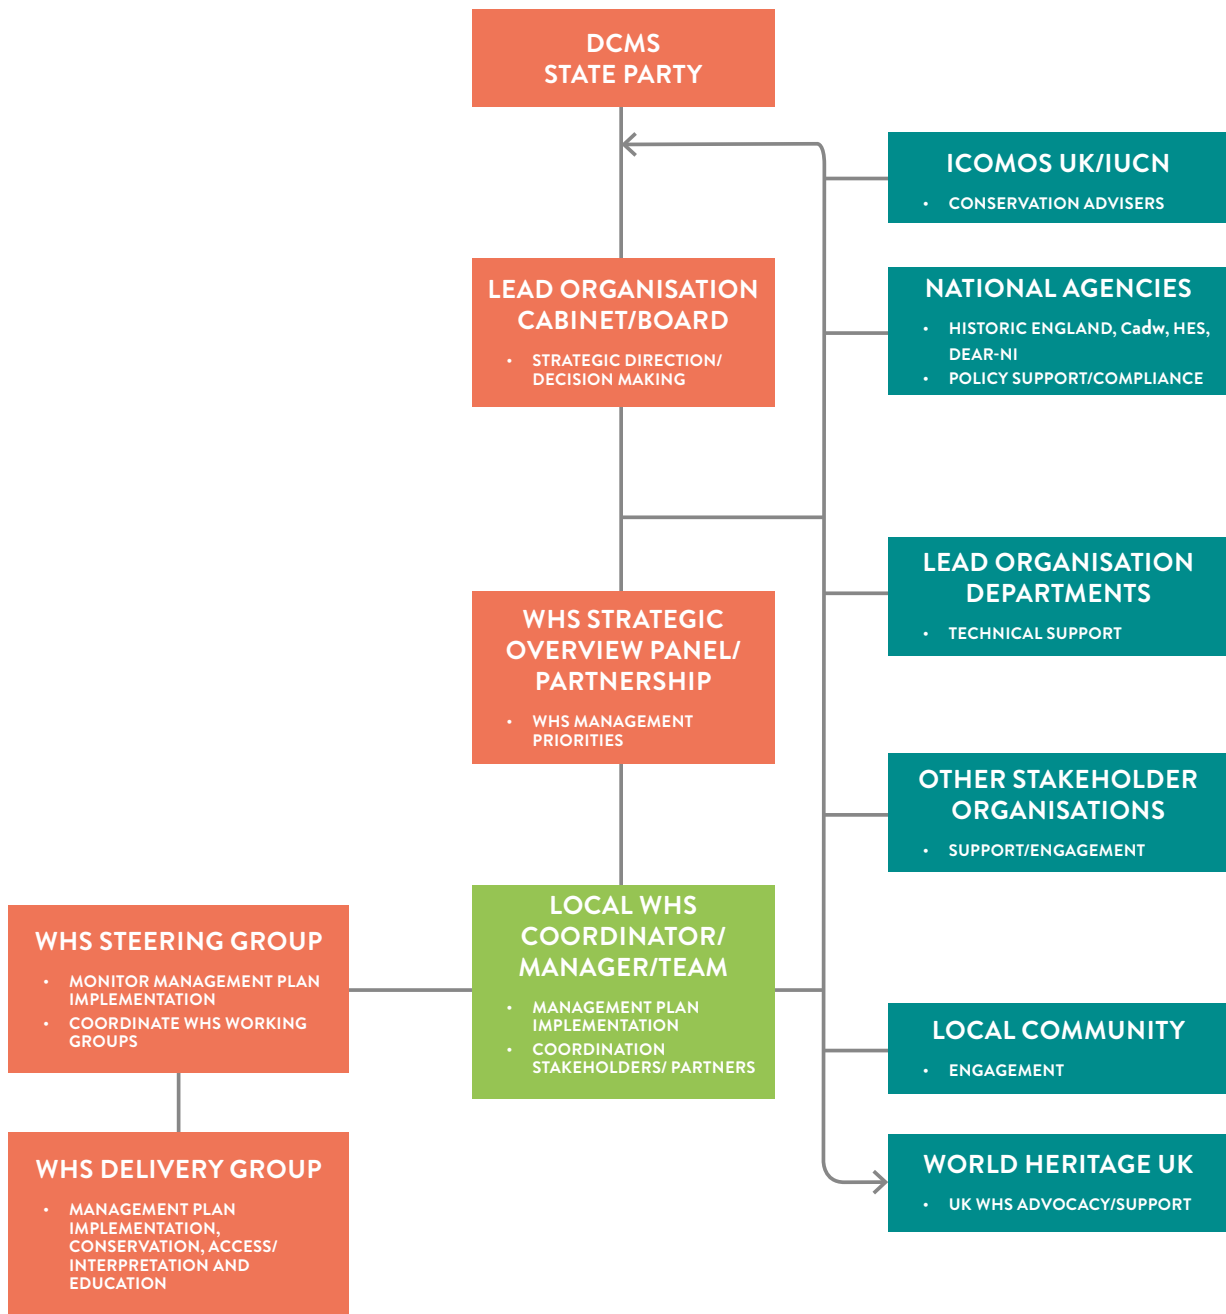 DCMS
STATE PARTY
ICOMOS UK/IUCN
• CONSERVATION ADVISERS
LEAD ORGANISATION
CABINET/BOARD
• STRATEGIC DIRECTION/
DECISION MAKING
NATIONAL AGENCIES
• HISTORIC ENGLAND, Cadw, HES,
DEAR-NI
• POLICY SUPPORT/COMPLIANCE
LEAD ORGANISATION
DEPARTMENTS
• TECHNICAL SUPPORT
WHS STRATEGIC
OVERVIEW PANEL/
PARTNERSHIP
• WHS MANAGEMENT
PRIORITIES
OTHER STAKEHOLDER
ORGANISATIONS
• SUPPORT/ENGAGEMENT
WHS STEERING GROUP
• MONITOR MANAGEMENT PLAN
IMPLEMENTATION
• COORDINATE WHS WORKING
GROUPS
LOCAL WHS
COORDINATOR/
MANAGER/TEAM
• MANAGEMENT PLAN
IMPLEMENTATION
• COORDINATION
STAKEHOLDERS/ PARTNERS
LOCAL COMMUNITY
• ENGAGEMENT
WHS DELIVERY GROUP
• MANAGEMENT PLAN
IMPLEMENTATION,
CONSERVATION, ACCESS/
INTERPRETATION AND
EDUCATION
WORLD HERITAGE UK
• UK WHS ADVOCACY/SUPPORT